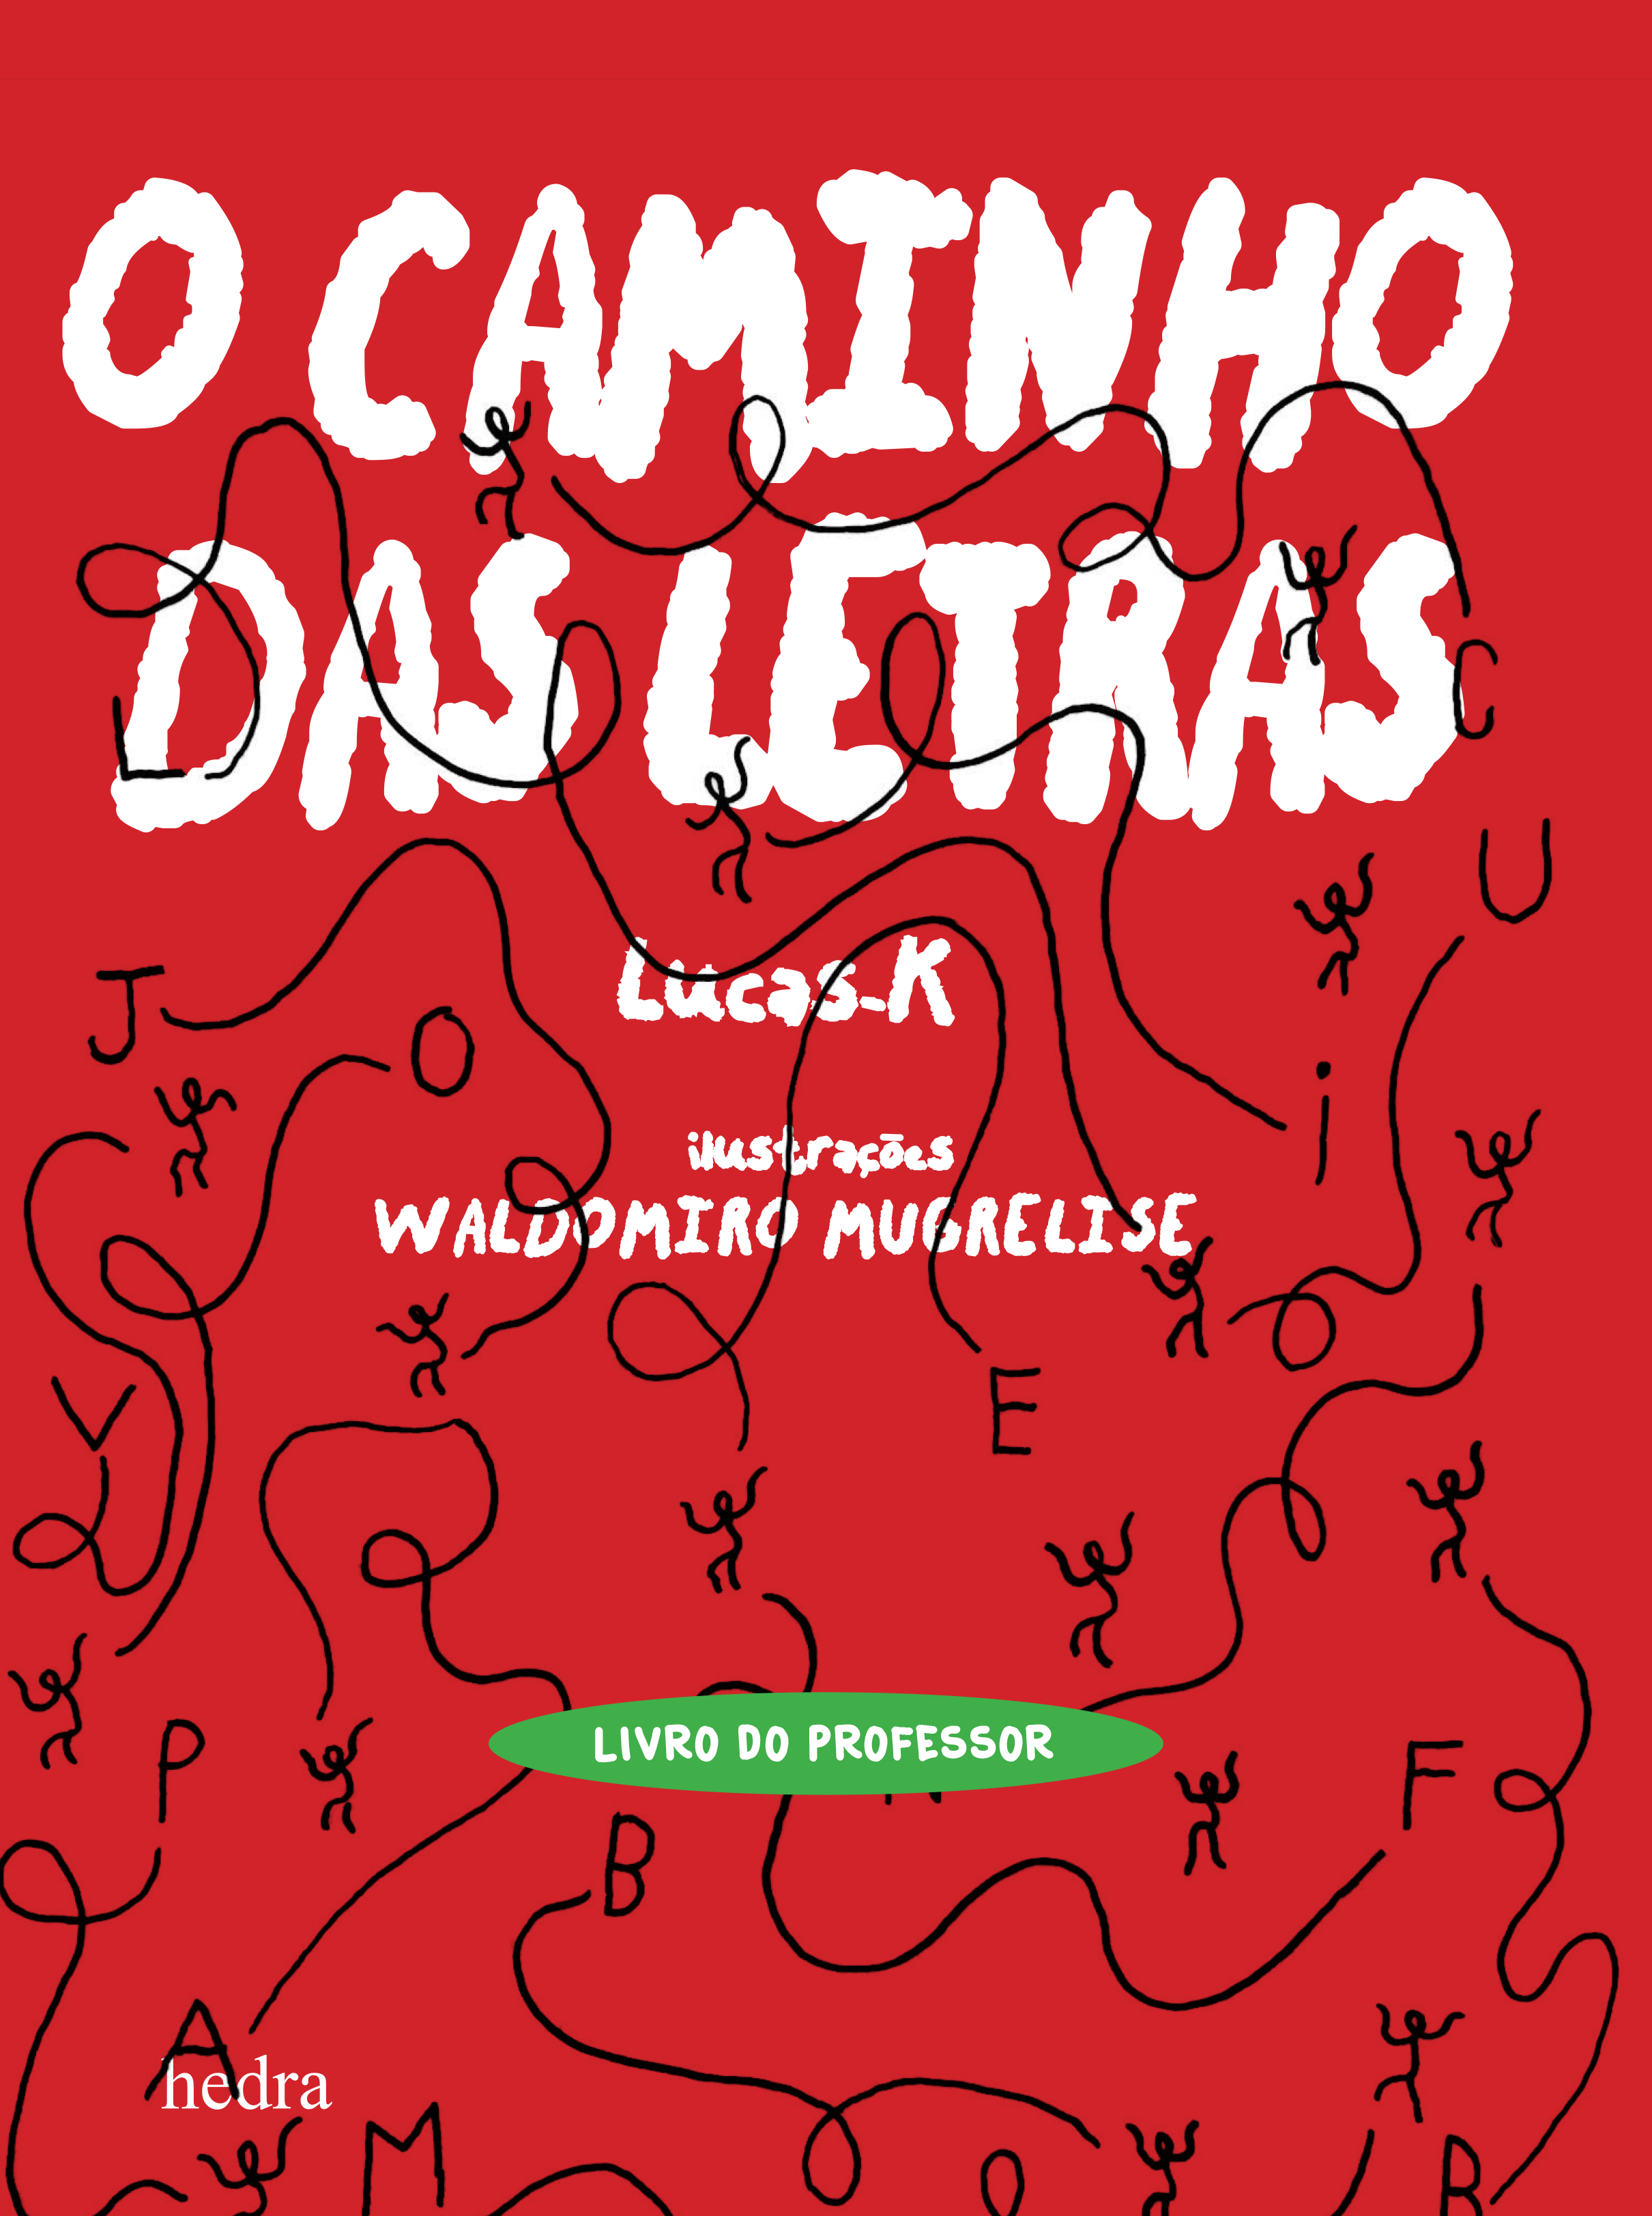 O CAMINHO
DAS LETRAS
L
C
U
Lucas-K
J
O
i
ilustrações
WALDOMIRO MUGRELISE
E
Y
LIVRO DO PROFESSOR
P
F
B
A
hedra
M
R